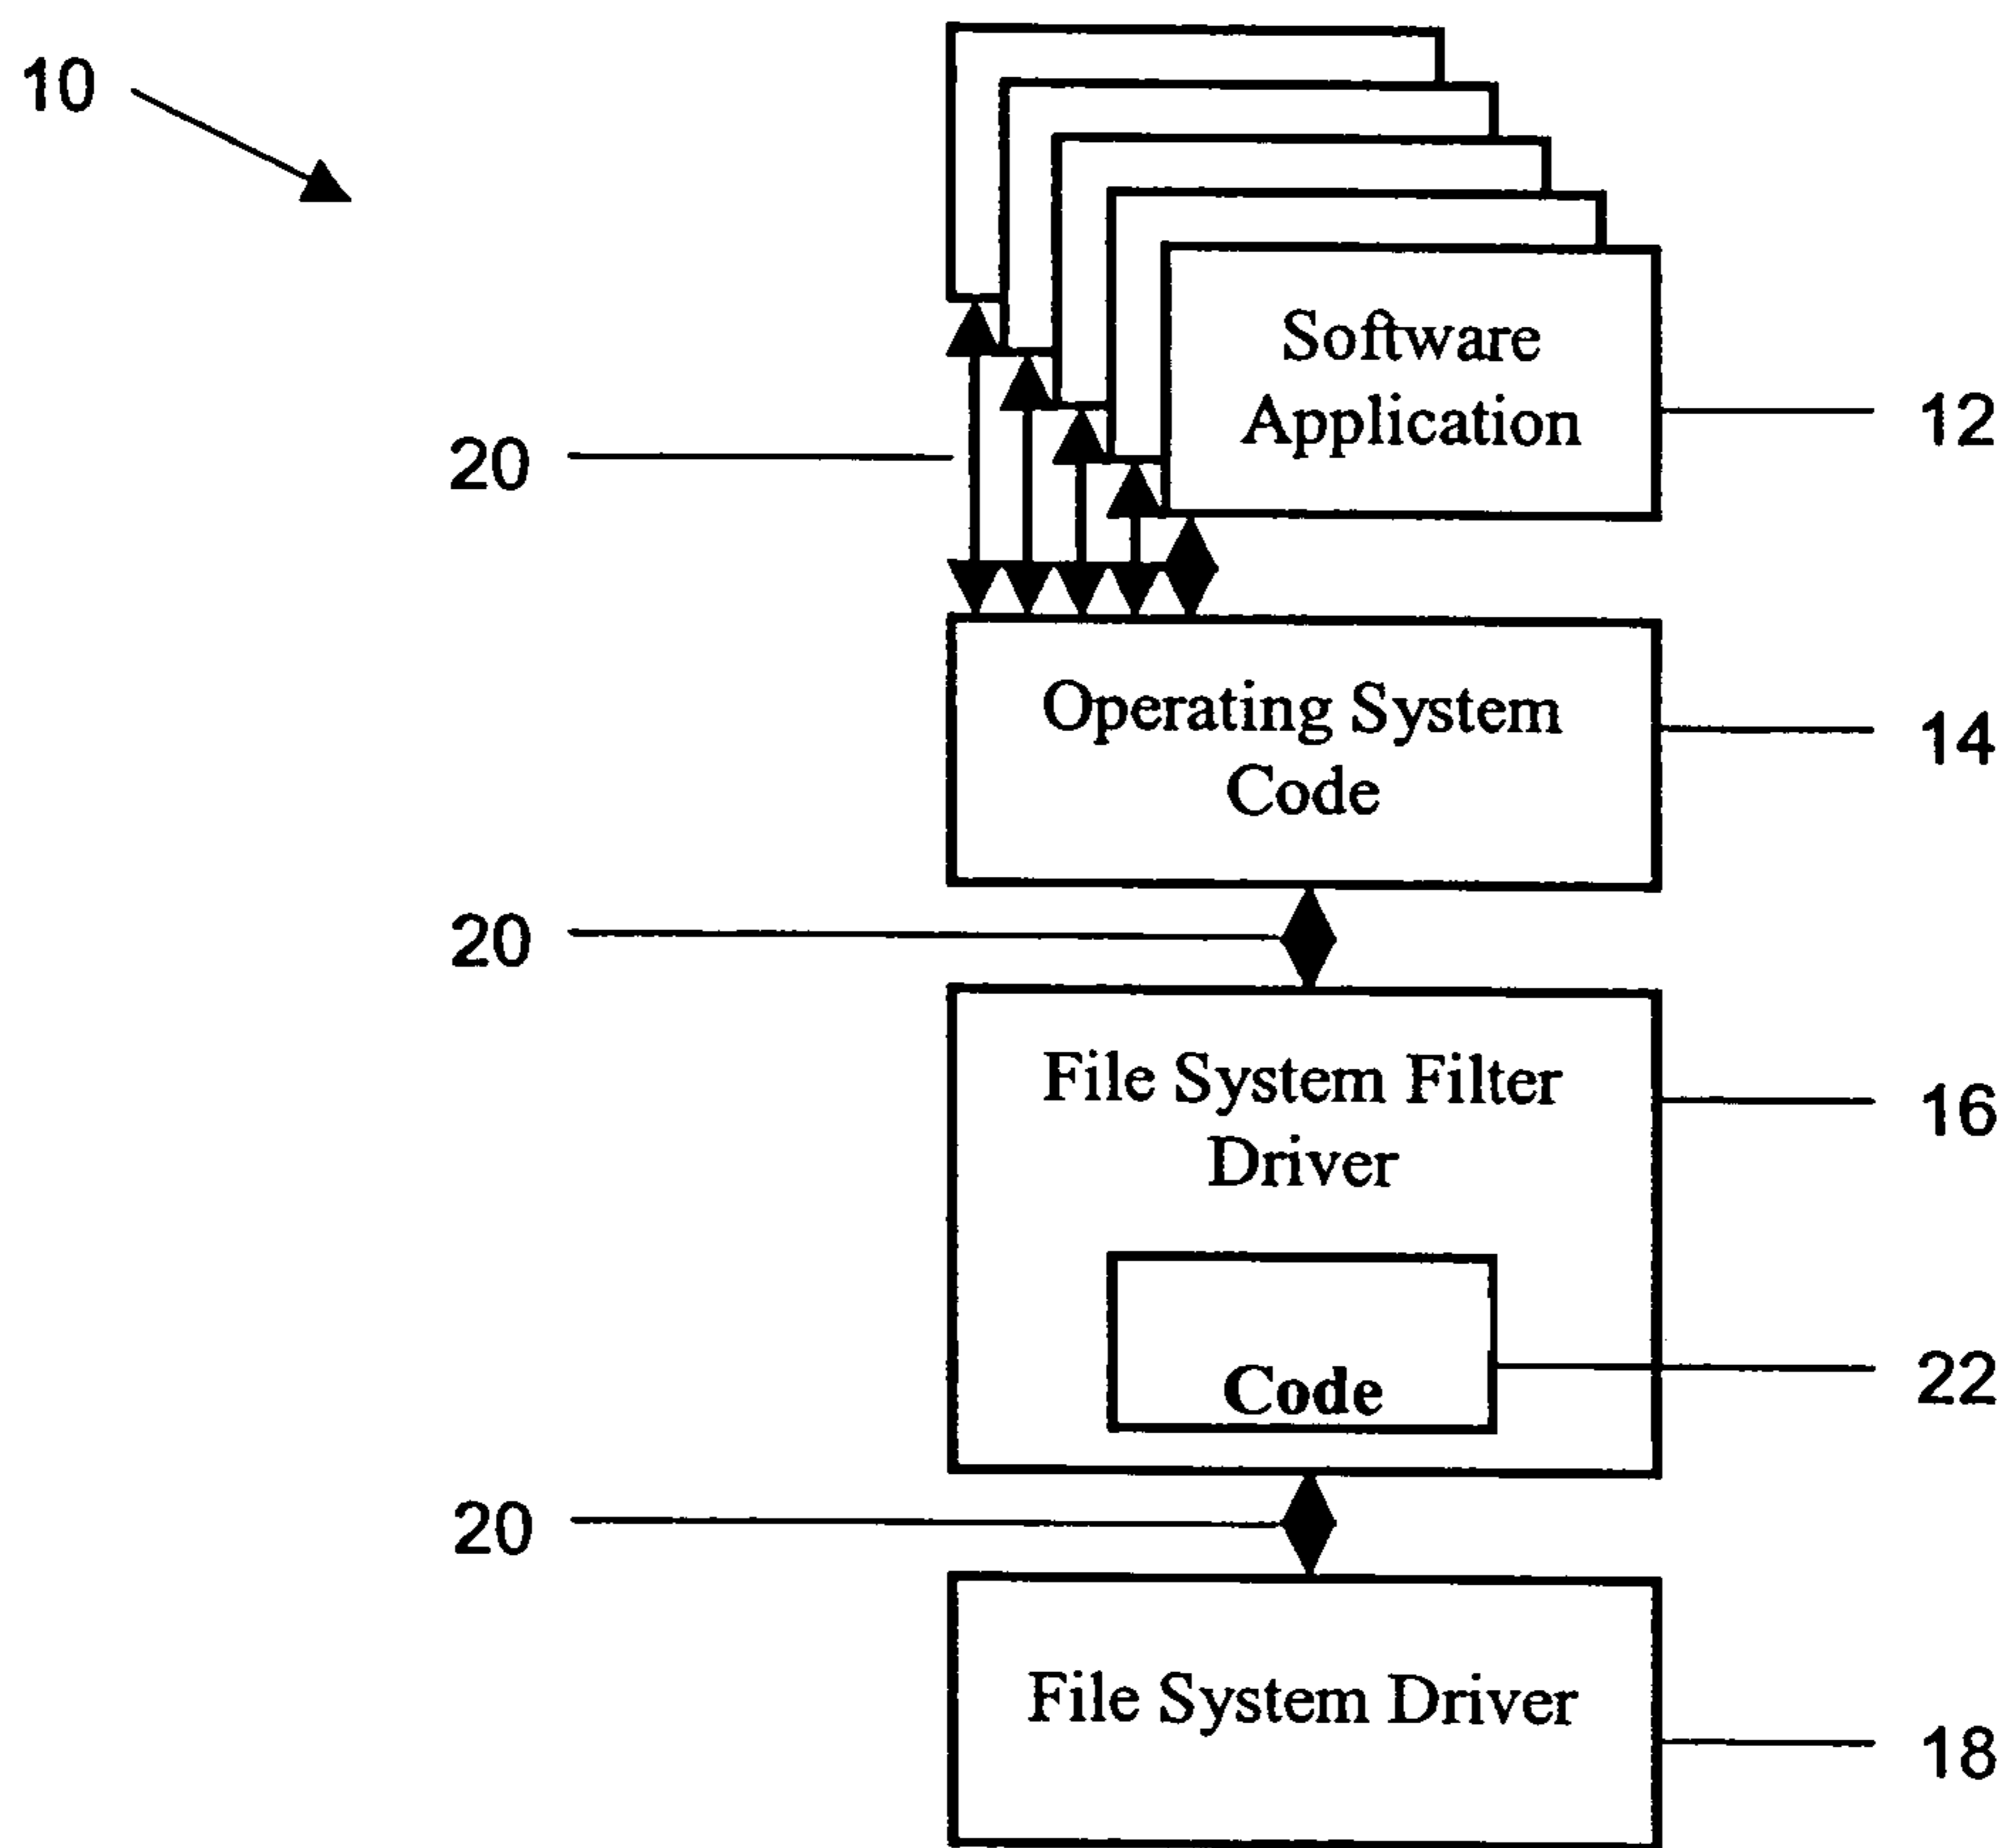 10
Software
Application
12
20
Operating System
Code
14
20
File System Filter
Driver
16
Code
22
20
File System Driver
18